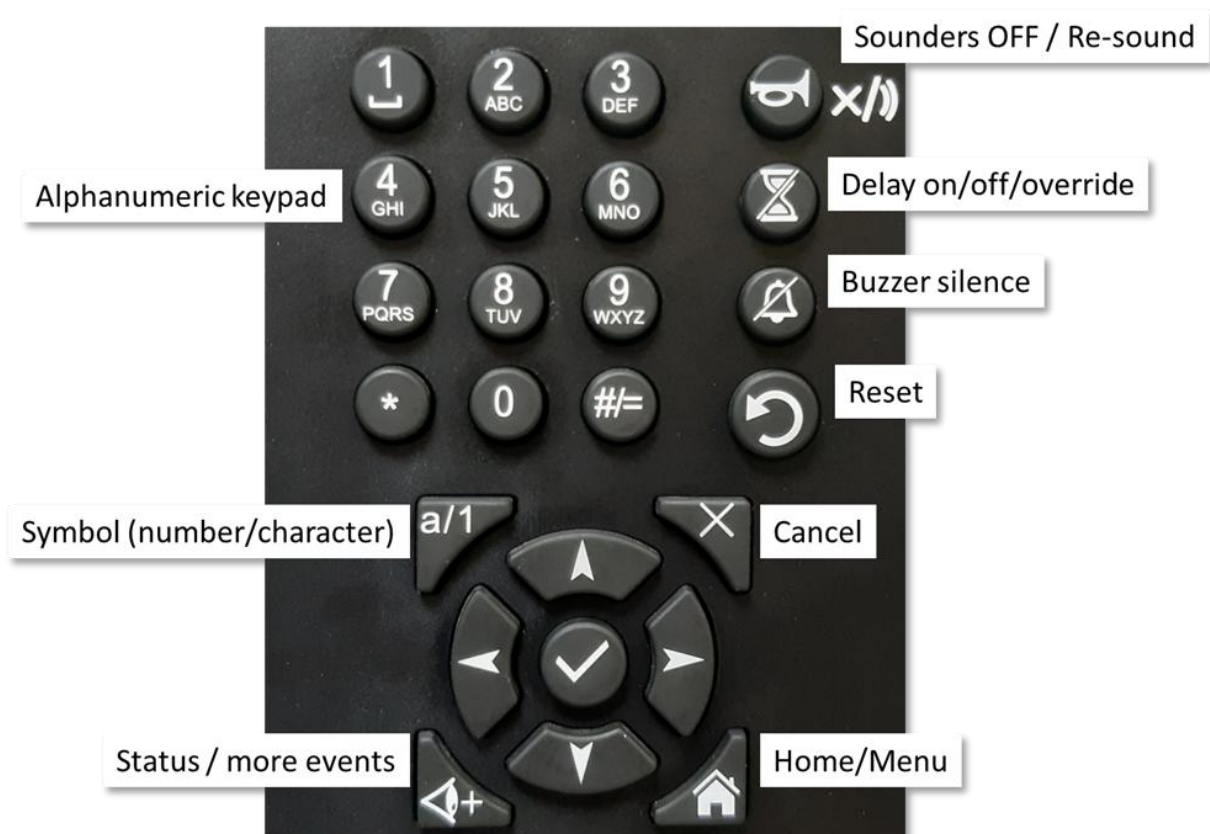 Sounders OFF / Re-sound
1
2
ABC
3
DEF
×/
Alphanumeric keypad
4
GHI
5
JKL
6
MNO
Delay on/off/override
7
PQRS
8
TUV
9
WXYZ
Buzzer silence
*
0
#/=
Reset
Symbol (number/character)
a/1
Cancel
Status / more events
+
Home/Menu